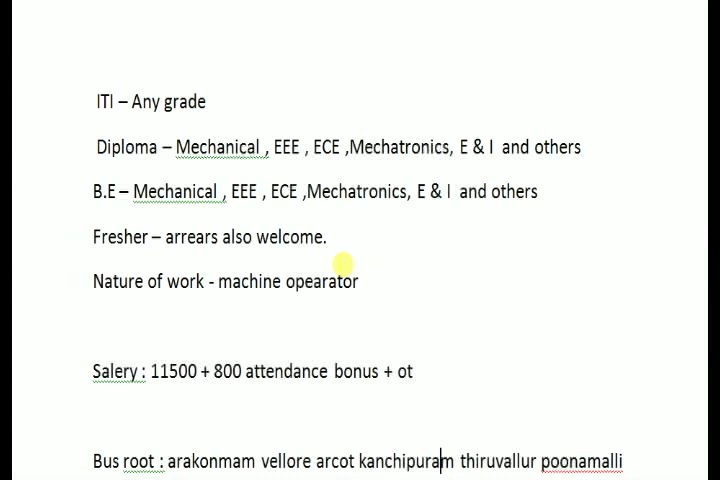 ITI – Any grade
Diploma – Mechanical , EEE , ECE ,Mechatronics, E & I and others
B.E – Mechanical , EEE , ECE ,Mechatronics, E & I and others
Fresher – arrears also welcome.
Nature of work - machine opearator
Salery : 11500 + 800 attendance bonus + ot
Bus root : arakonmam vellore arcot kanchipuram thiruvallur poonamalli